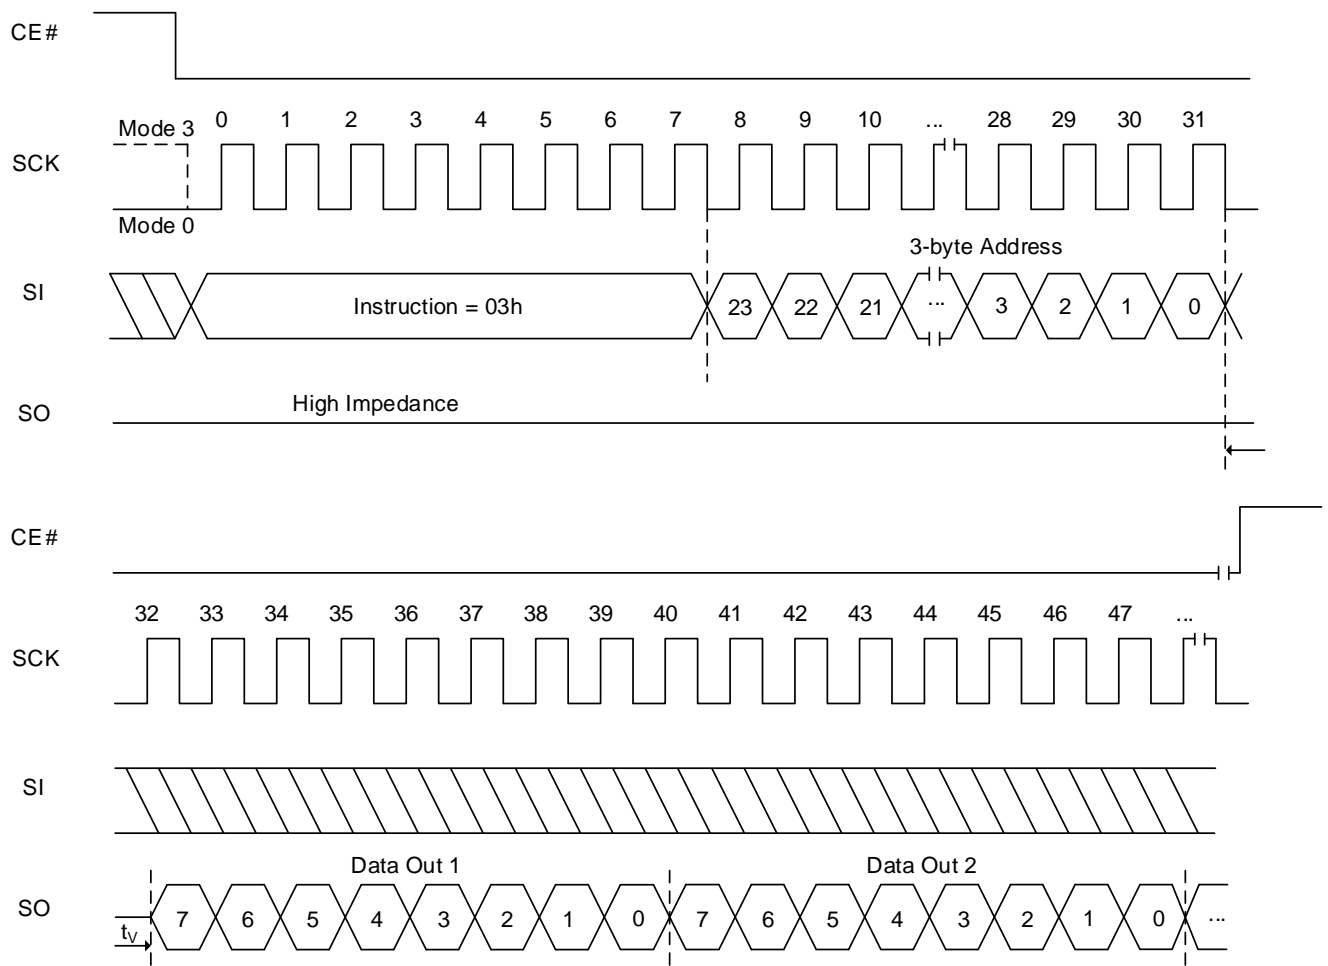 CE#
Mode 3 0 1 2 3 4 5 6 7 8 9 10 ... 28 29 30 31
SCK
Mode 0
3-byte Address
SI
Instruction = 03h 23 22 21 ... 3 2 1 0
High Impedance
SO
CE#
32 33 34 35 36 37 38 39 40 41 42 43 44 45 46 47 ...
SCK
SI
Data Out 1 Data Out 2
SO
7 6 5 4 3 2 1 0 7 6 5 4 3 2 1 0 ...
tV